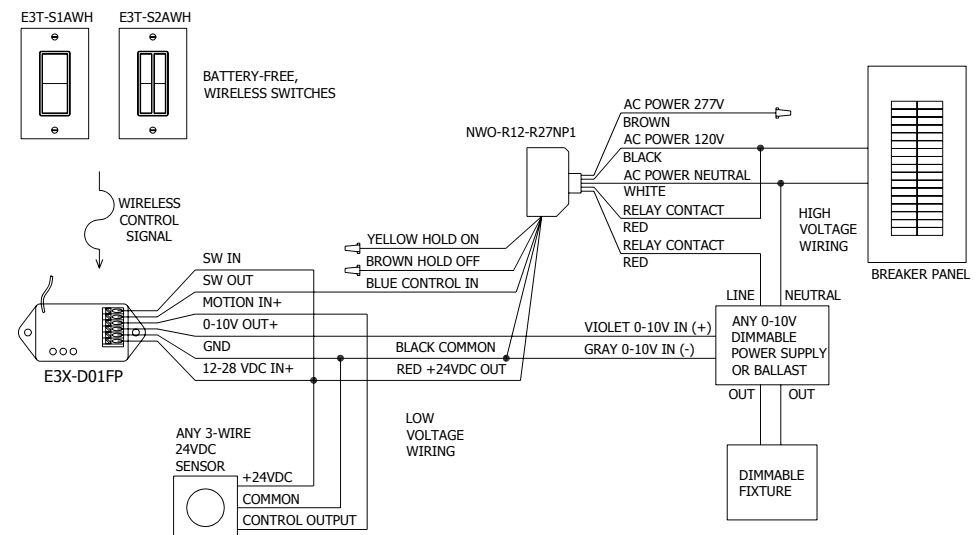 E3T-S1AWH
E3T-S2AWH
BATTERY-FREE,
WIRELESS SWITCHES
WIRELESS
CONTROL
SIGNAL
NWO-R12-R27NP1
AC POWER 277V
BROWN
AC POWER 120V
BLACK
AC POWER NEUTRAL
WHITE
RELAY CONTACT
RED
RELAY CONTACT
RED
HIGH
VOLTAGE
WIRING
BREAKER PANEL
YELLOW HOLD ON
BROWN HOLD OFF
BLUE CONTROL IN
SW IN
SW OUT
MOTION IN+
0-10V OUT+
GND
12-28 VDC IN+
E3X-D01FP
BLACK COMMON
RED +24VDC OUT
VIOLET 0-10V IN (+)
GRAY 0-10V IN (-)
LINE
NEUTRAL
ANY 0-10V
DIMMABLE
POWER SUPPLY
OR BALLAST
OUT
OUT
LOW
VOLTAGE
WIRING
ANY 3-WIRE
24VDC
SENSOR
+24VDC
COMMON
CONTROL OUTPUT
DIMMABLE
FIXTURE